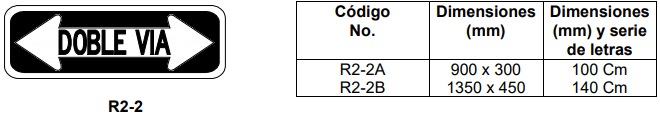 DOBLE VIA
R2-2
Código No. Dimensiones (mm) Dimensiones (mm) y serie de letras
R2-2A 900 x 300 100 Cm
R2-2B 1350 x 450 140 Cm